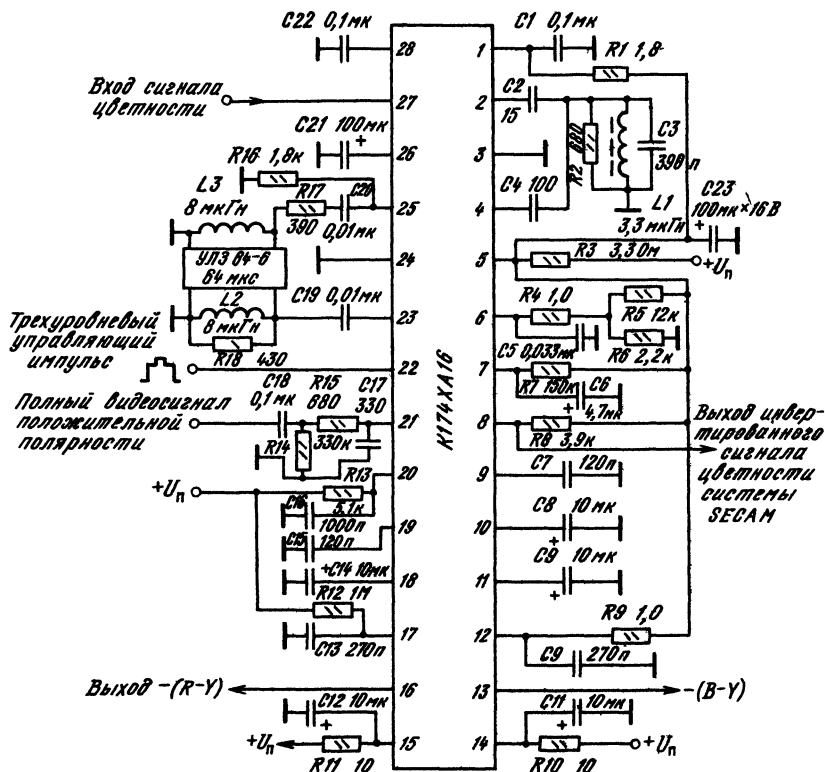 C22 0,1мк
28
Вход сигнала
цветности
27
C21 100мк
+
26
R16 1,8к
L3
8 мкГн
R17
390
C20
0,01мк
25
УЛЗ 64-6
64 мкс
24
L2
8 мкГн
C19 0,01мк
23
R18 430
Трехуровневый
управляющий
импульс
22
Полный видеосигнал
положительной
полярности
C18
0,1мк
R15
680
C17
330
21
R14
330к
20
+Uп
R13
5,1к
C16
1000п
19
C15
120п
+C14 10мк
18
R12 1М
C13 270п
17
Выход -(R-Y)
16
C12 10мк
+
+Uп
R11 10
15
К174ХА16
C1 0,1мк
1
R1 1,8
C2
15
2
R2
680
C3
390п
3
C4 100
4
L1
3,3мкГн
C23
100мк×16В
+
5
R3 3,3 Ом
+Uп
6
R4 1,0
R5 12к
R6 2,2к
C5 0,033мк
7
R7 150к
C6
4,7мк
+
8
R8 3,9к
Выход инвер-
тированного
сигнала
цветности
системы
SECAM
9
C7 120п
10
C8 10мк
+
11
C9 10мк
+
R9 1,0
12
C9 270п
13
-(B-Y)
C11 10мк
+
14
R10 10
+Uп